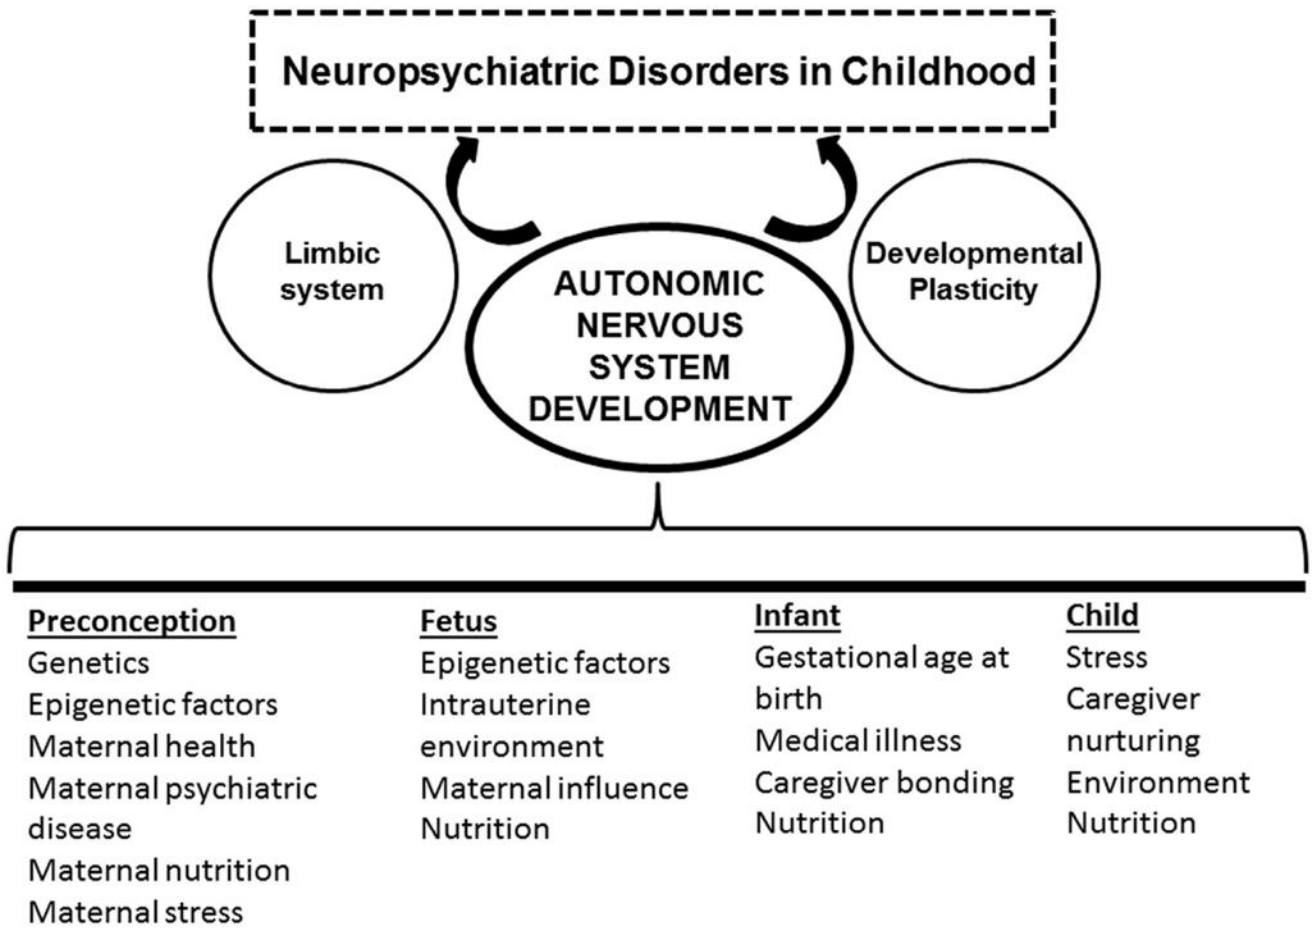 Neuropsychiatric Disorders in Childhood
Limbic
system
AUTONOMIC
NERVOUS
SYSTEM
DEVELOPMENT
Developmental
Plasticity
Preconception
Genetics
Epigenetic factors
Maternal health
Maternal psychiatric
disease
Maternal nutrition
Maternal stress
Fetus
Epigenetic factors
Intrauterine
environment
Maternal influence
Nutrition
Infant
Gestational age at
birth
Medical illness
Caregiver bonding
Nutrition
Child
Stress
Caregiver
nurturing
Environment
Nutrition